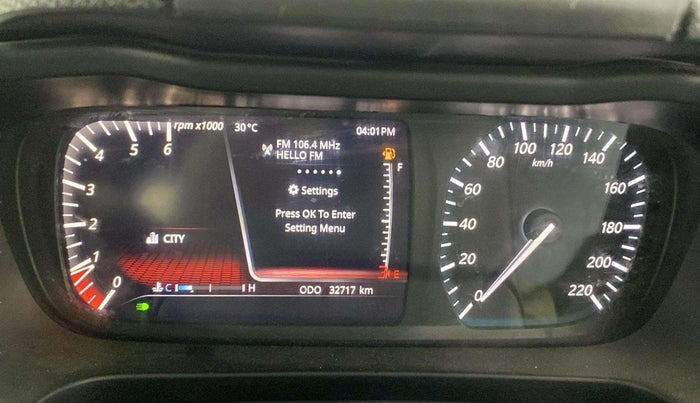 rpm x1000
30°C
04:01PM
0
1
2
3
4
5
6
FM 106.4 MHz
HELLO FM
Settings
Press OK To Enter
Setting Menu
CITY
F
E
C
H
ODO 32717 km
0
20
40
60
80
100
120
140
160
180
200
220
km/h